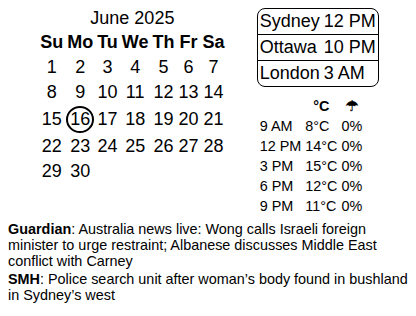 June 2025
Su Mo Tu We Th Fr Sa
1 2 3 4 5 6 7
8 9 10 11 12 13 14
15 16 17 18 19 20 21
22 23 24 25 26 27 28
29 30
Sydney 12 PM
Ottawa 10 PM
London 3 AM
°C ☂
9 AM 8°C 0%
12 PM 14°C 0%
3 PM 15°C 0%
6 PM 12°C 0%
9 PM 11°C 0%
Guardian: Australia news live: Wong calls Israeli foreign
minister to urge restraint; Albanese discusses Middle East
conflict with Carney
SMH: Police search unit after woman’s body found in bushland
in Sydney’s west